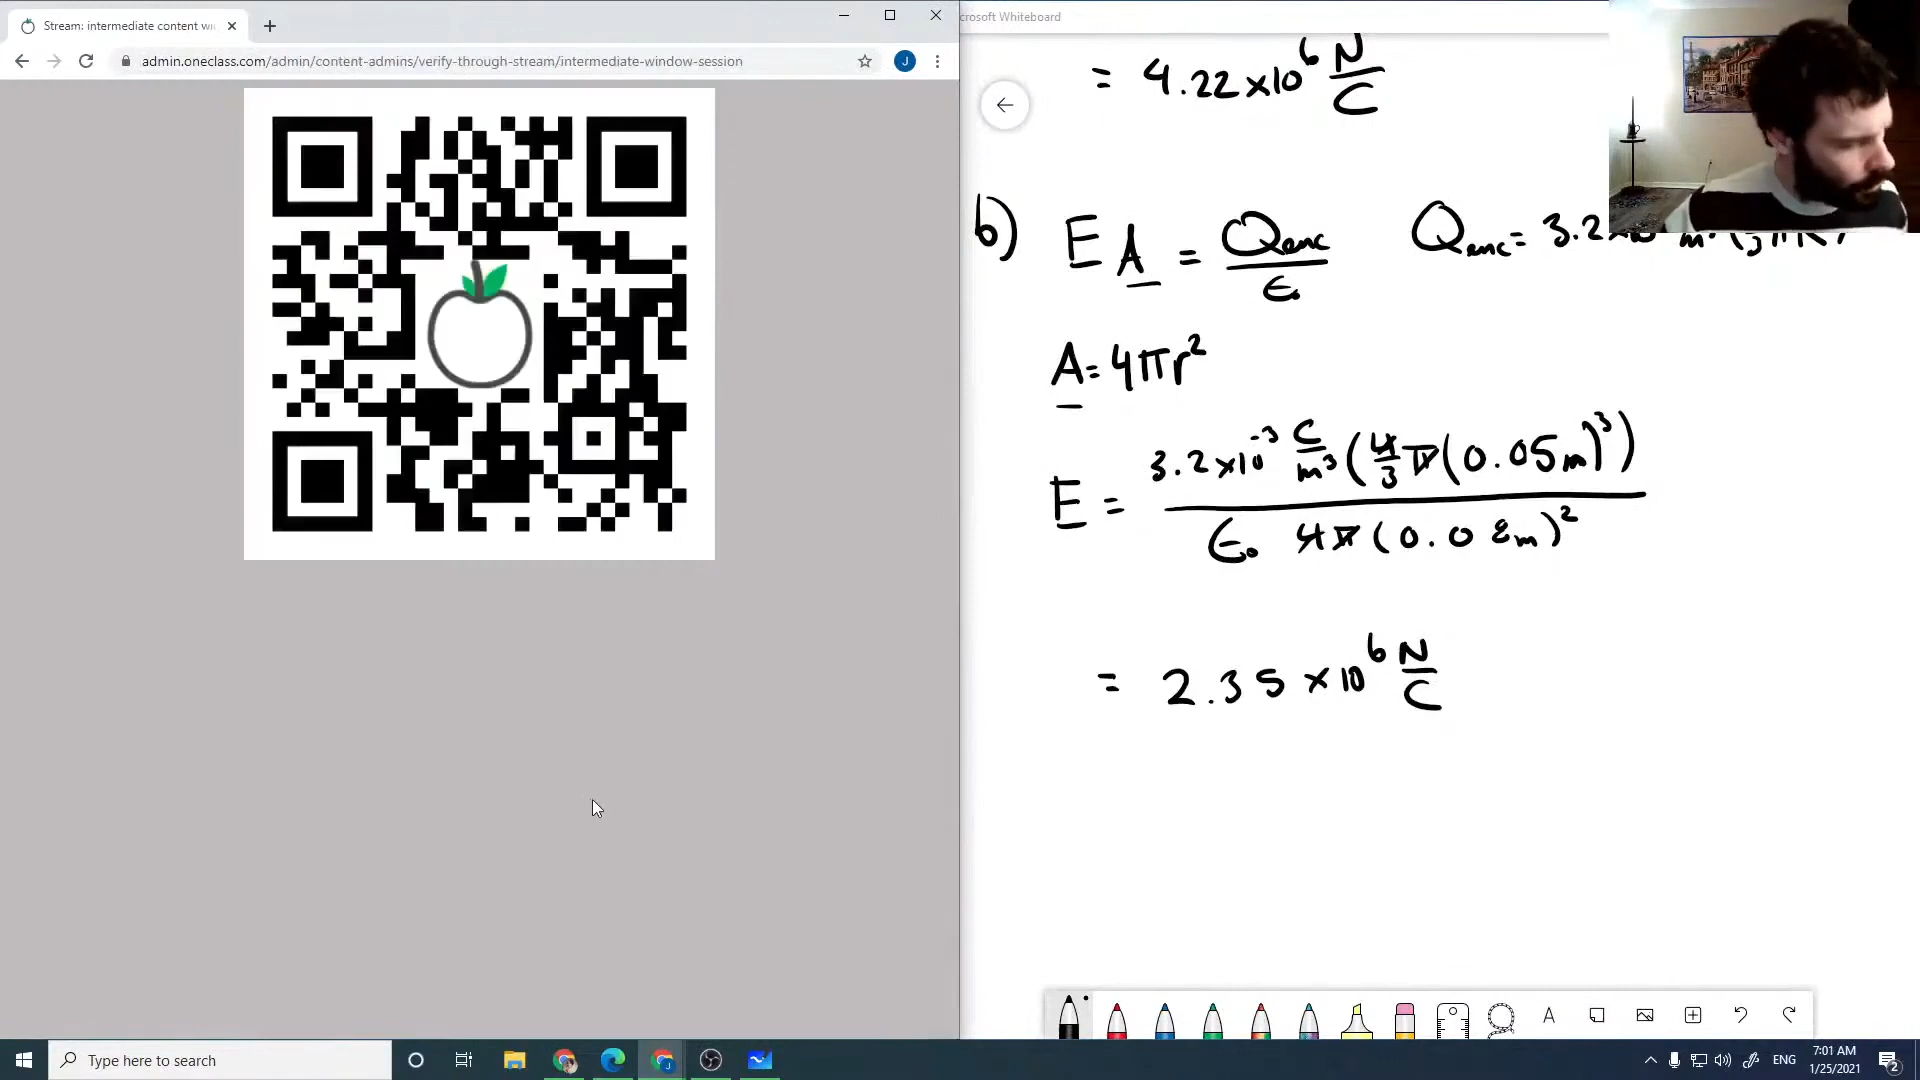 Stream: intermediate content wi
admin.oneclass.com/admin/content-admins/verify-through-stream/intermediate-window-session
J
crosoft Whiteboard
= 4.22×10⁶ N/C
b) E A = Qenc/ε₀ Qenc = 3.2
A = 4πr²
E = 3.2×10⁻³ C/m³ (4/3 π (0.05m)³) / ε₀ 4π (0.08m)²
= 2.35 ×10⁶ N/C
A
Type here to search
ENG
7:01 AM
1/25/2021
2